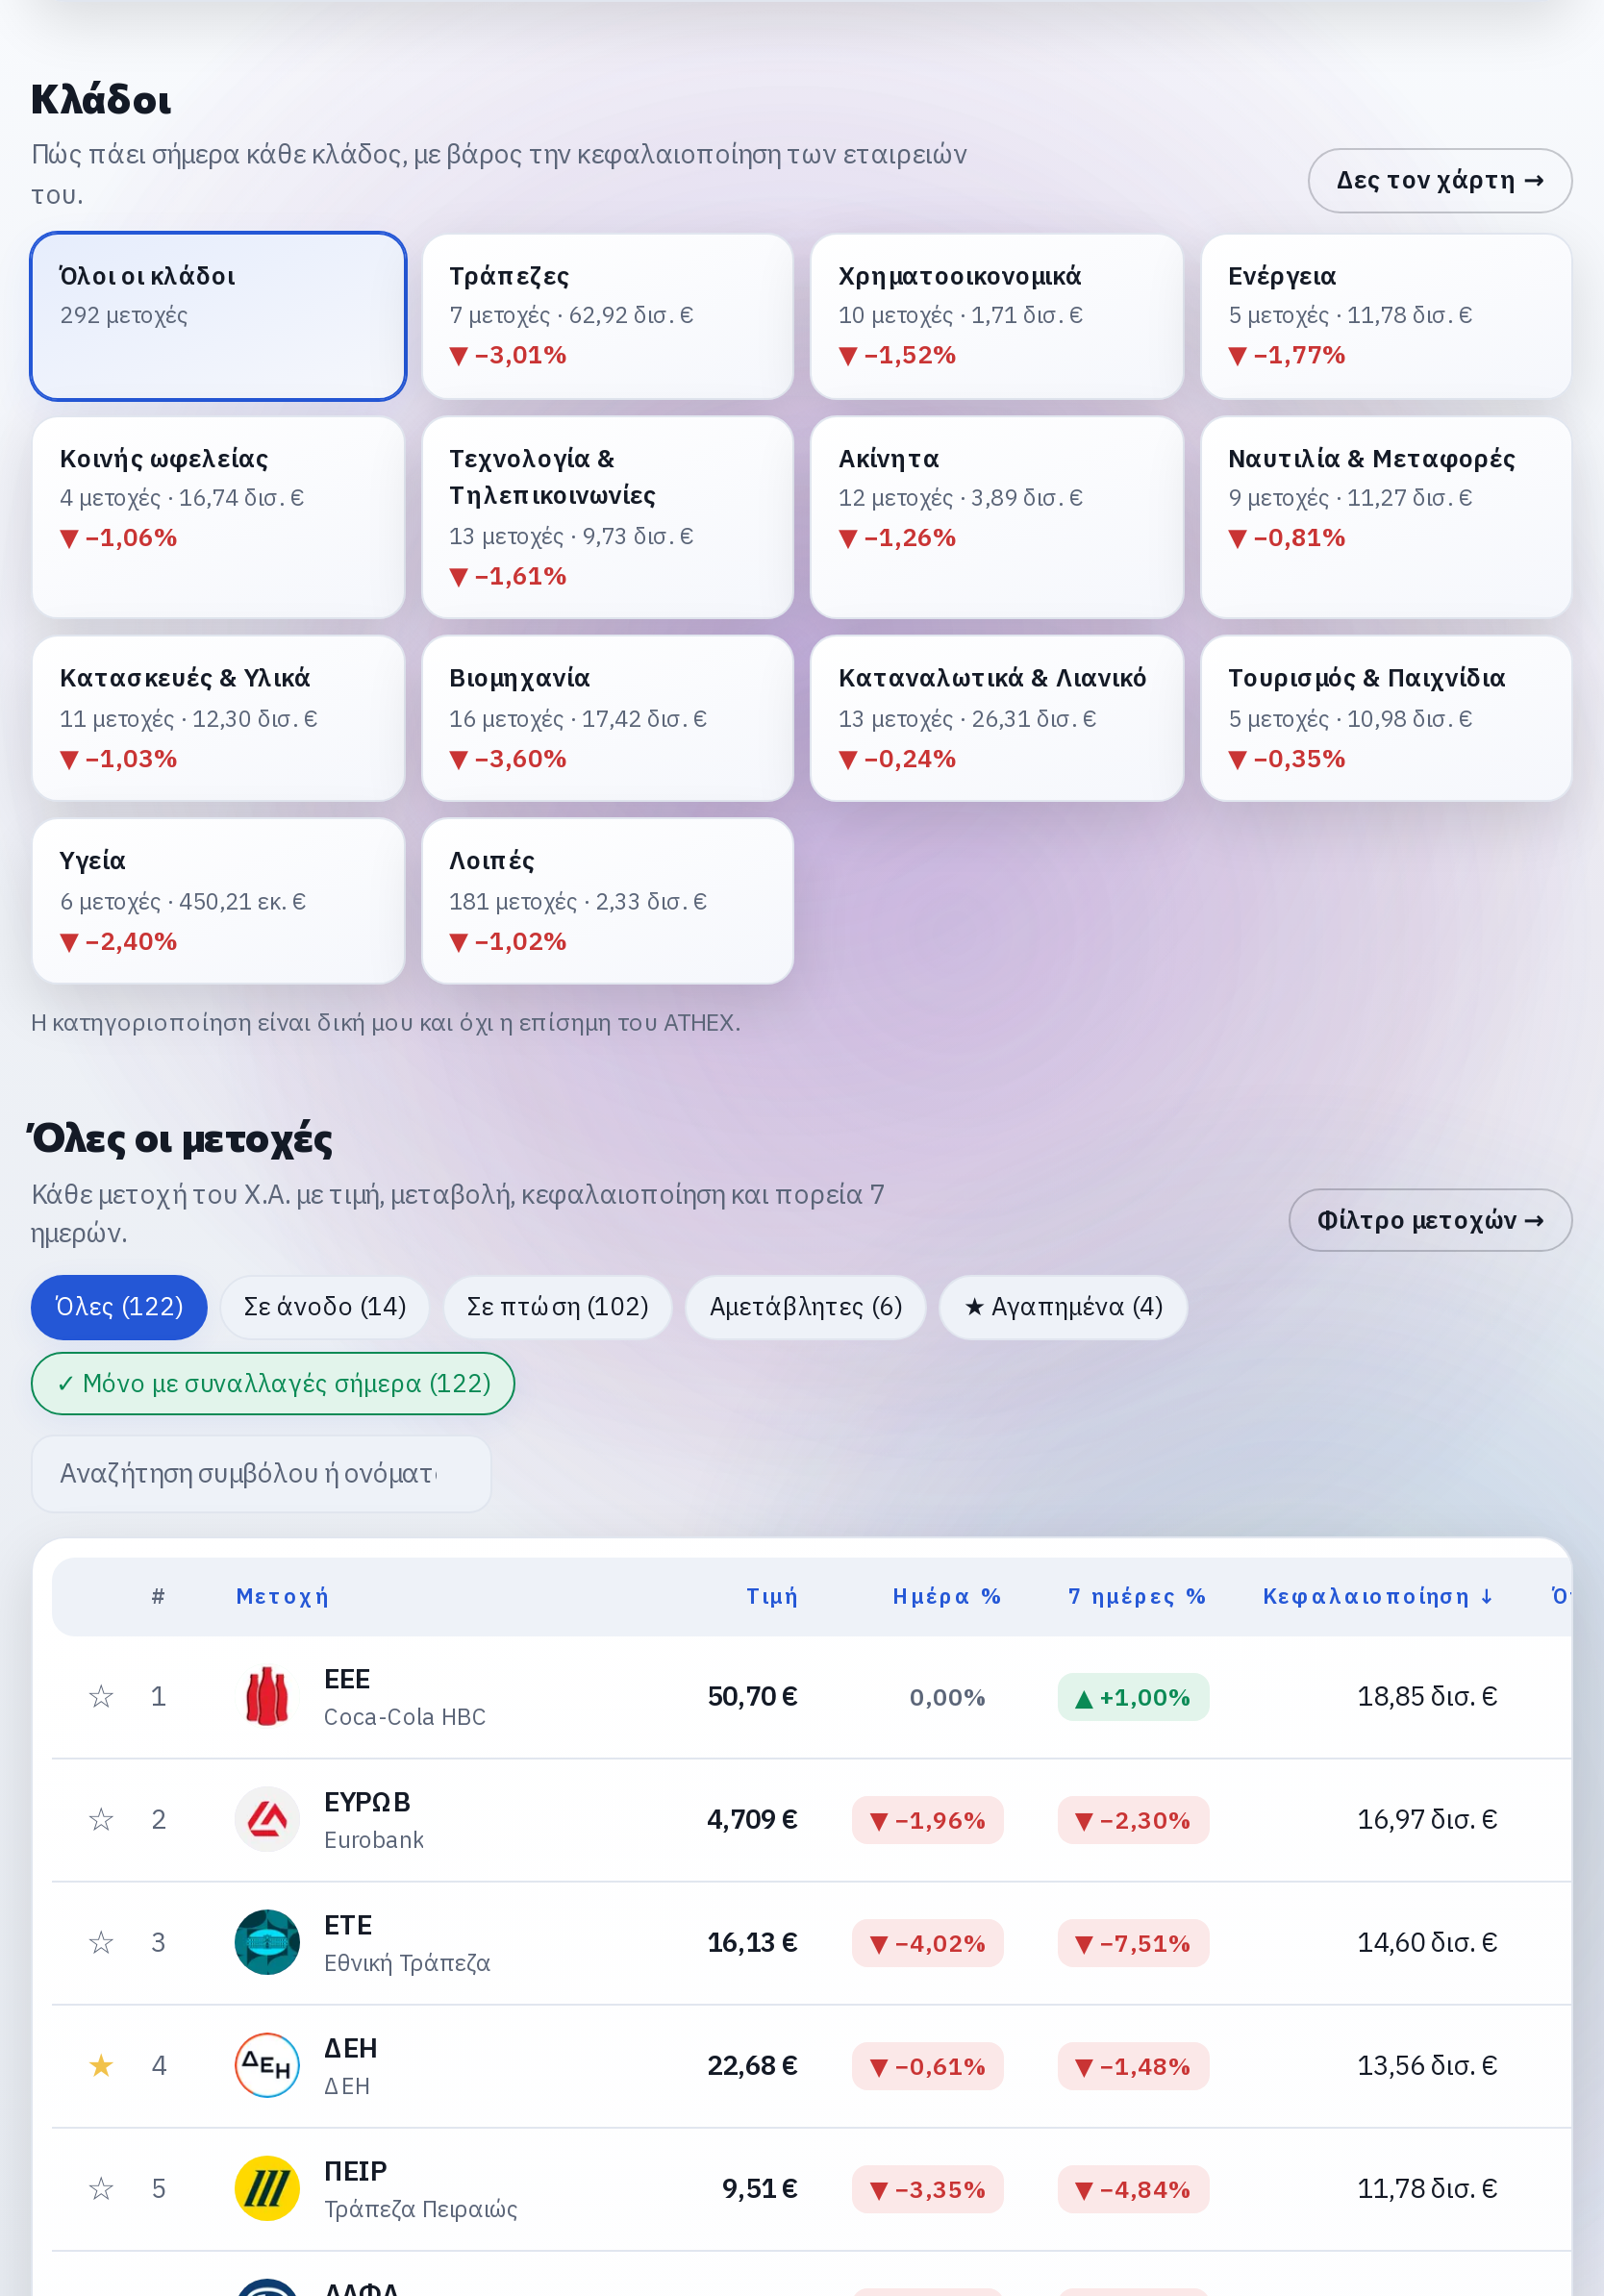 Κλάδοι
Πώς πάει σήμερα κάθε κλάδος, με βάρος την κεφαλαιοποίηση των εταιρειών
του.
Δες τον χάρτη →
Όλοι οι κλάδοι
292 μετοχές
Τράπεζες
7 μετοχές · 62,92 δισ. €
▼ −3,01%
Χρηματοοικονομικά
10 μετοχές · 1,71 δισ. €
▼ −1,52%
Ενέργεια
5 μετοχές · 11,78 δισ. €
▼ −1,77%
Κοινής ωφελείας
4 μετοχές · 16,74 δισ. €
▼ −1,06%
Τεχνολογία &
Τηλεπικοινωνίες
13 μετοχές · 9,73 δισ. €
▼ −1,61%
Ακίνητα
12 μετοχές · 3,89 δισ. €
▼ −1,26%
Ναυτιλία & Μεταφορές
9 μετοχές · 11,27 δισ. €
▼ −0,81%
Κατασκευές & Υλικά
11 μετοχές · 12,30 δισ. €
▼ −1,03%
Βιομηχανία
16 μετοχές · 17,42 δισ. €
▼ −3,60%
Καταναλωτικά & Λιανικό
13 μετοχές · 26,31 δισ. €
▼ −0,24%
Τουρισμός & Παιχνίδια
5 μετοχές · 10,98 δισ. €
▼ −0,35%
Υγεία
6 μετοχές · 450,21 εκ. €
▼ −2,40%
Λοιπές
181 μετοχές · 2,33 δισ. €
▼ −1,02%
Η κατηγοριοποίηση είναι δική μου και όχι η επίσημη του ATHEX.
Όλες οι μετοχές
Κάθε μετοχή του Χ.Α. με τιμή, μεταβολή, κεφαλαιοποίηση και πορεία 7
ημερών.
Φίλτρο μετοχών →
Όλες (122) Σε άνοδο (14) Σε πτώση (102) Αμετάβλητες (6) ★ Αγαπημένα (4)
✓ Μόνο με συναλλαγές σήμερα (122)
Αναζήτηση συμβόλου ή ονόματ
# Μετοχή Τιμή Ημέρα % 7 ημέρες % Κεφαλαιοποίηση ↓
☆ 1 ΕΕΕ 50,70 € 0,00% ▲ +1,00% 18,85 δισ. €
Coca-Cola HBC
☆ 2 ΕΥΡΩΒ 4,709 € ▼ −1,96% ▼ −2,30% 16,97 δισ. €
Eurobank
☆ 3 ΕΤΕ 16,13 € ▼ −4,02% ▼ −7,51% 14,60 δισ. €
Εθνική Τράπεζα
★ 4 ΔΕΗ ΔΕΗ 22,68 € ▼ −0,61% ▼ −1,48% 13,56 δισ. €
ΔΕΗ
☆ 5 ΠΕΙΡ 9,51 € ▼ −3,35% ▼ −4,84% 11,78 δισ. €
Τράπεζα Πειραιώς